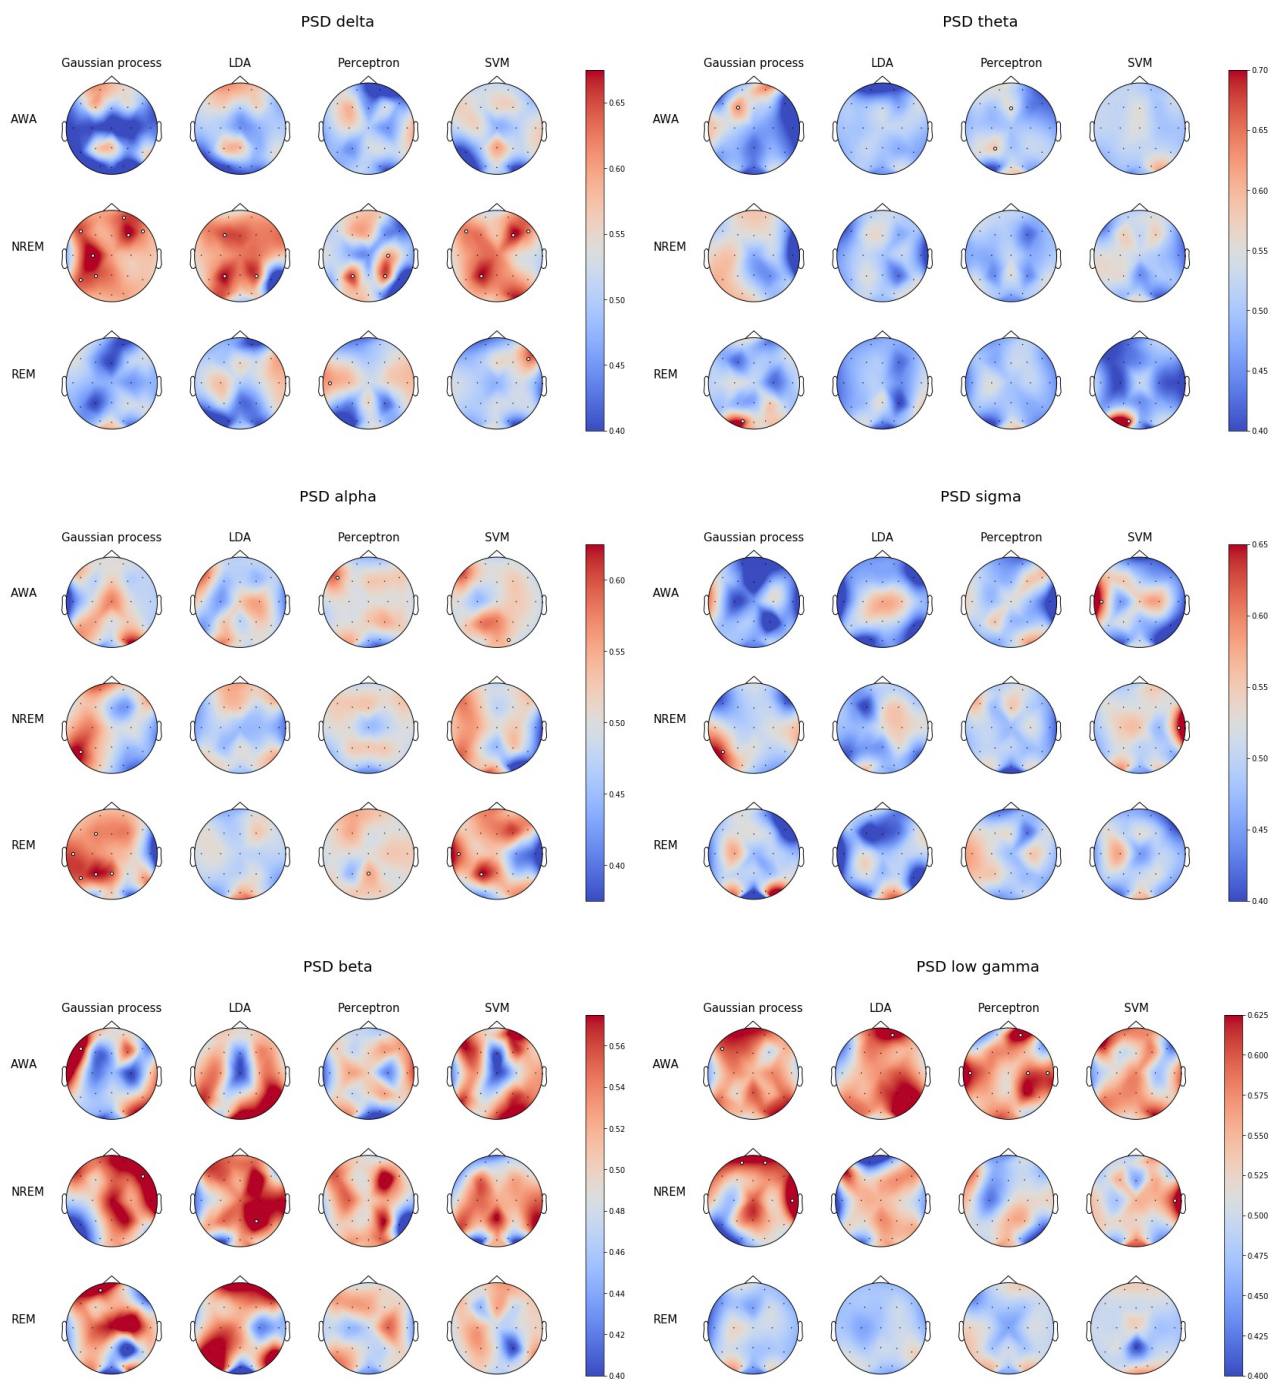 PSD delta
Gaussian process LDA Perceptron SVM
AWA
NREM
REM
0.65
0.60
0.55
0.50
0.45
0.40
PSD theta
Gaussian process LDA Perceptron SVM
AWA
NREM
REM
0.70
0.65
0.60
0.55
0.50
0.45
0.40
PSD alpha
Gaussian process LDA Perceptron SVM
AWA
NREM
REM
0.60
0.55
0.50
0.45
0.40
PSD sigma
Gaussian process LDA Perceptron SVM
AWA
NREM
REM
0.65
0.60
0.55
0.50
0.45
0.40
PSD beta
Gaussian process LDA Perceptron SVM
AWA
NREM
REM
0.56
0.54
0.52
0.50
0.48
0.46
0.44
0.42
0.40
PSD low gamma
Gaussian process LDA Perceptron SVM
AWA
NREM
REM
0.625
0.600
0.575
0.550
0.525
0.500
0.475
0.450
0.425
0.400